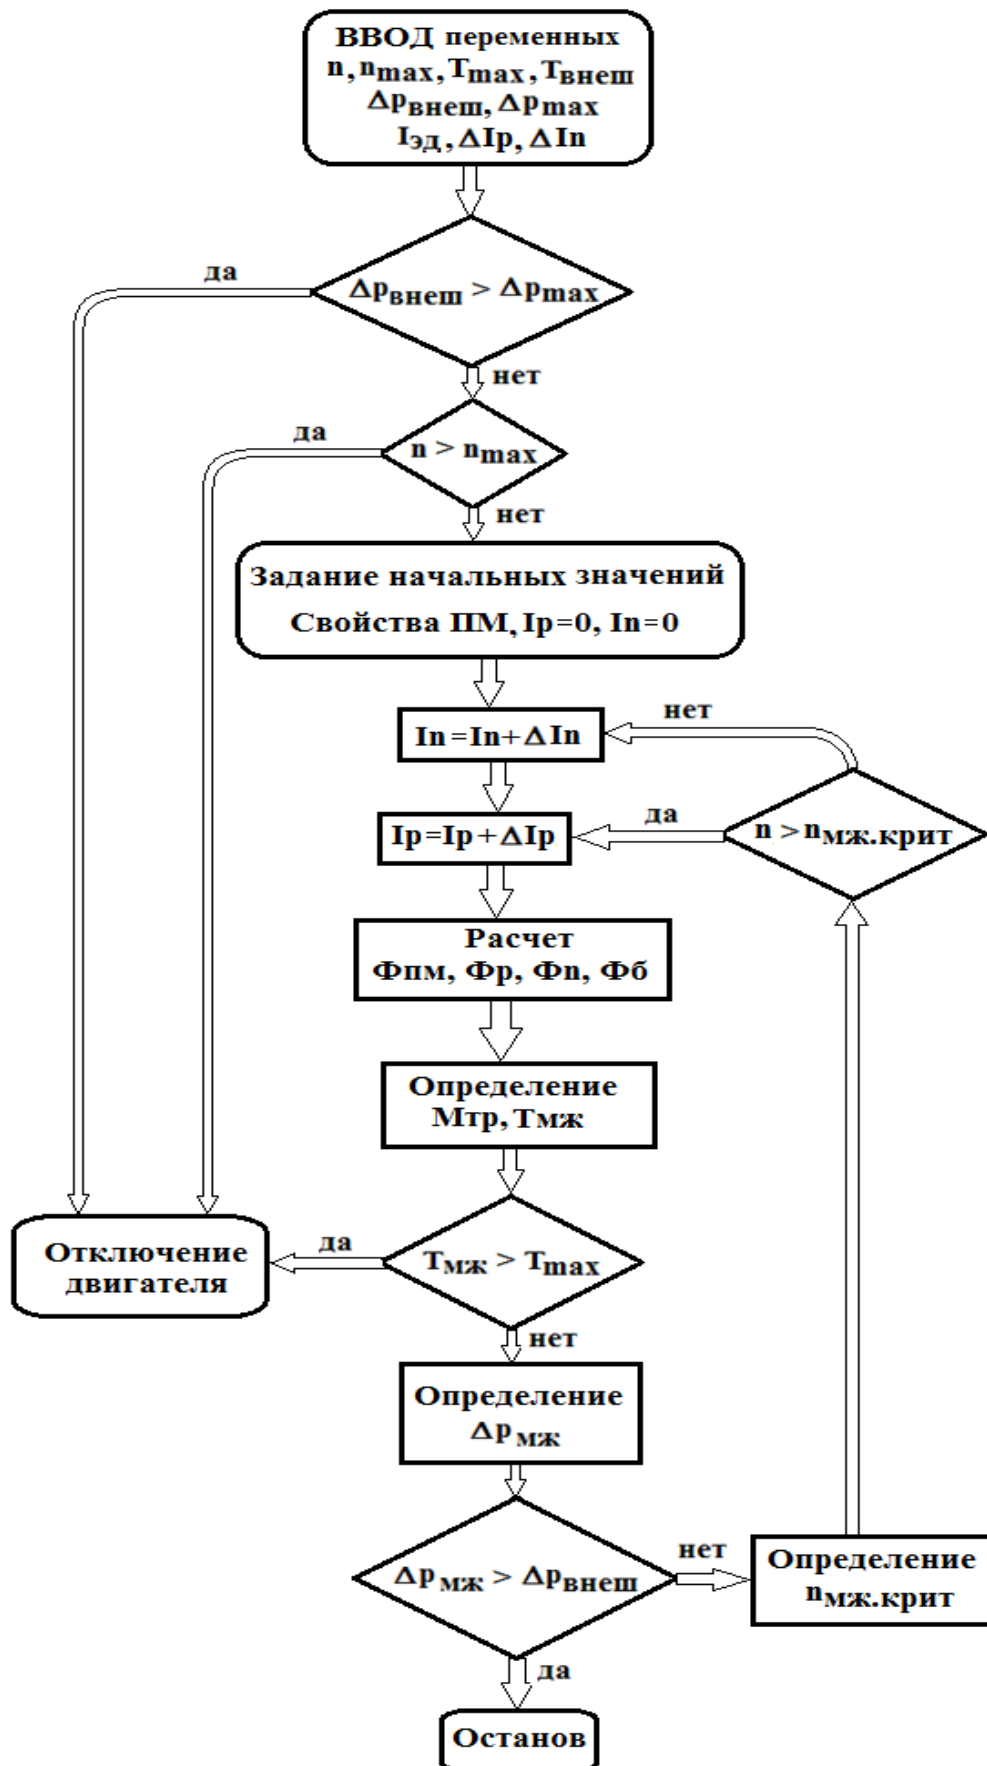 ВВОД переменных
n, nmax, Tmax, Tвнеш
Δpвнеш, Δpmax
Iэд, ΔIp, ΔIn
да
Δpвнеш > Δpmax
нет
да
n > nmax
нет
Задание начальных значений
Свойства ПМ, Ip=0, In=0
нет
In=In+ΔIn
да
n > nмж.крит
Ip=Ip+ΔIp
Расчет
Фпм, Фр, Фn, Фб
Определение
Мтр, Тмж
да
Tмж > Tmax
Отключение
двигателя
нет
Определение
Δpмж
нет
Δpмж > Δpвнеш
Определение
nмж.крит
да
Останов